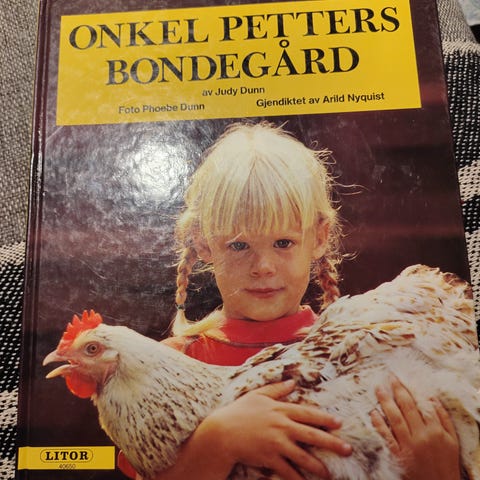 ONKEL PETTERS
BONDEGÅRD
av Judy Dunn
Foto Phoebe Dunn Gjendiktet av Arild Nyquist
LITOR
40650